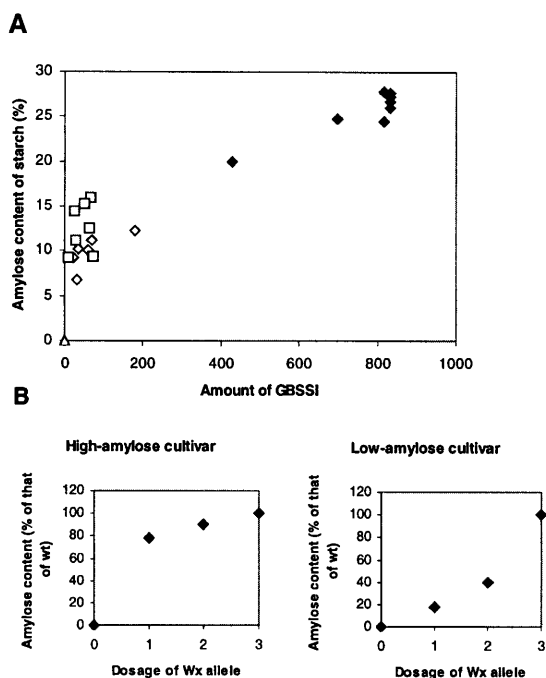 A
30
25
20
15
10
5
0
Amylose content of starch (%)
0 200 400 600 800 1000
Amount of GBSSI
B
High-amylose cultivar
120
100
80
60
40
20
0
Amylose content (% of that
of wt)
0 1 2 3
Dosage of Wx allele
Low-amylose cultivar
120
100
80
60
40
20
0
Amylose content (% of that
of wt)
0 1 2 3
Dosage of Wx allele